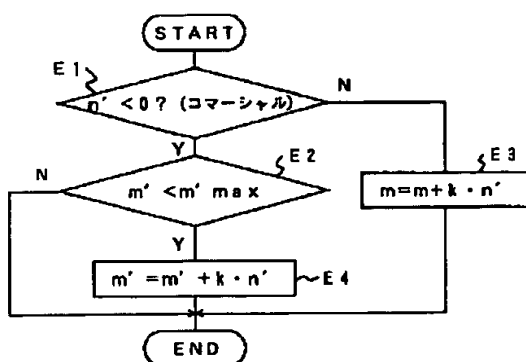 START
E1
n' <0? (コマーシャル)
N
Y
E2
N
m' <m' max
E3
m=m+k・n'
Y
m' =m' +k・n'
E4
END